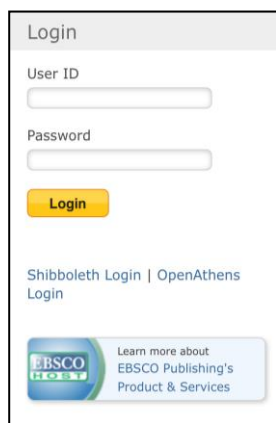 Login
User ID
Password
Login
Shibboleth Login | OpenAthens
Login
EBSCO
HOST
Learn more about
EBSCO Publishing's
Product & Services